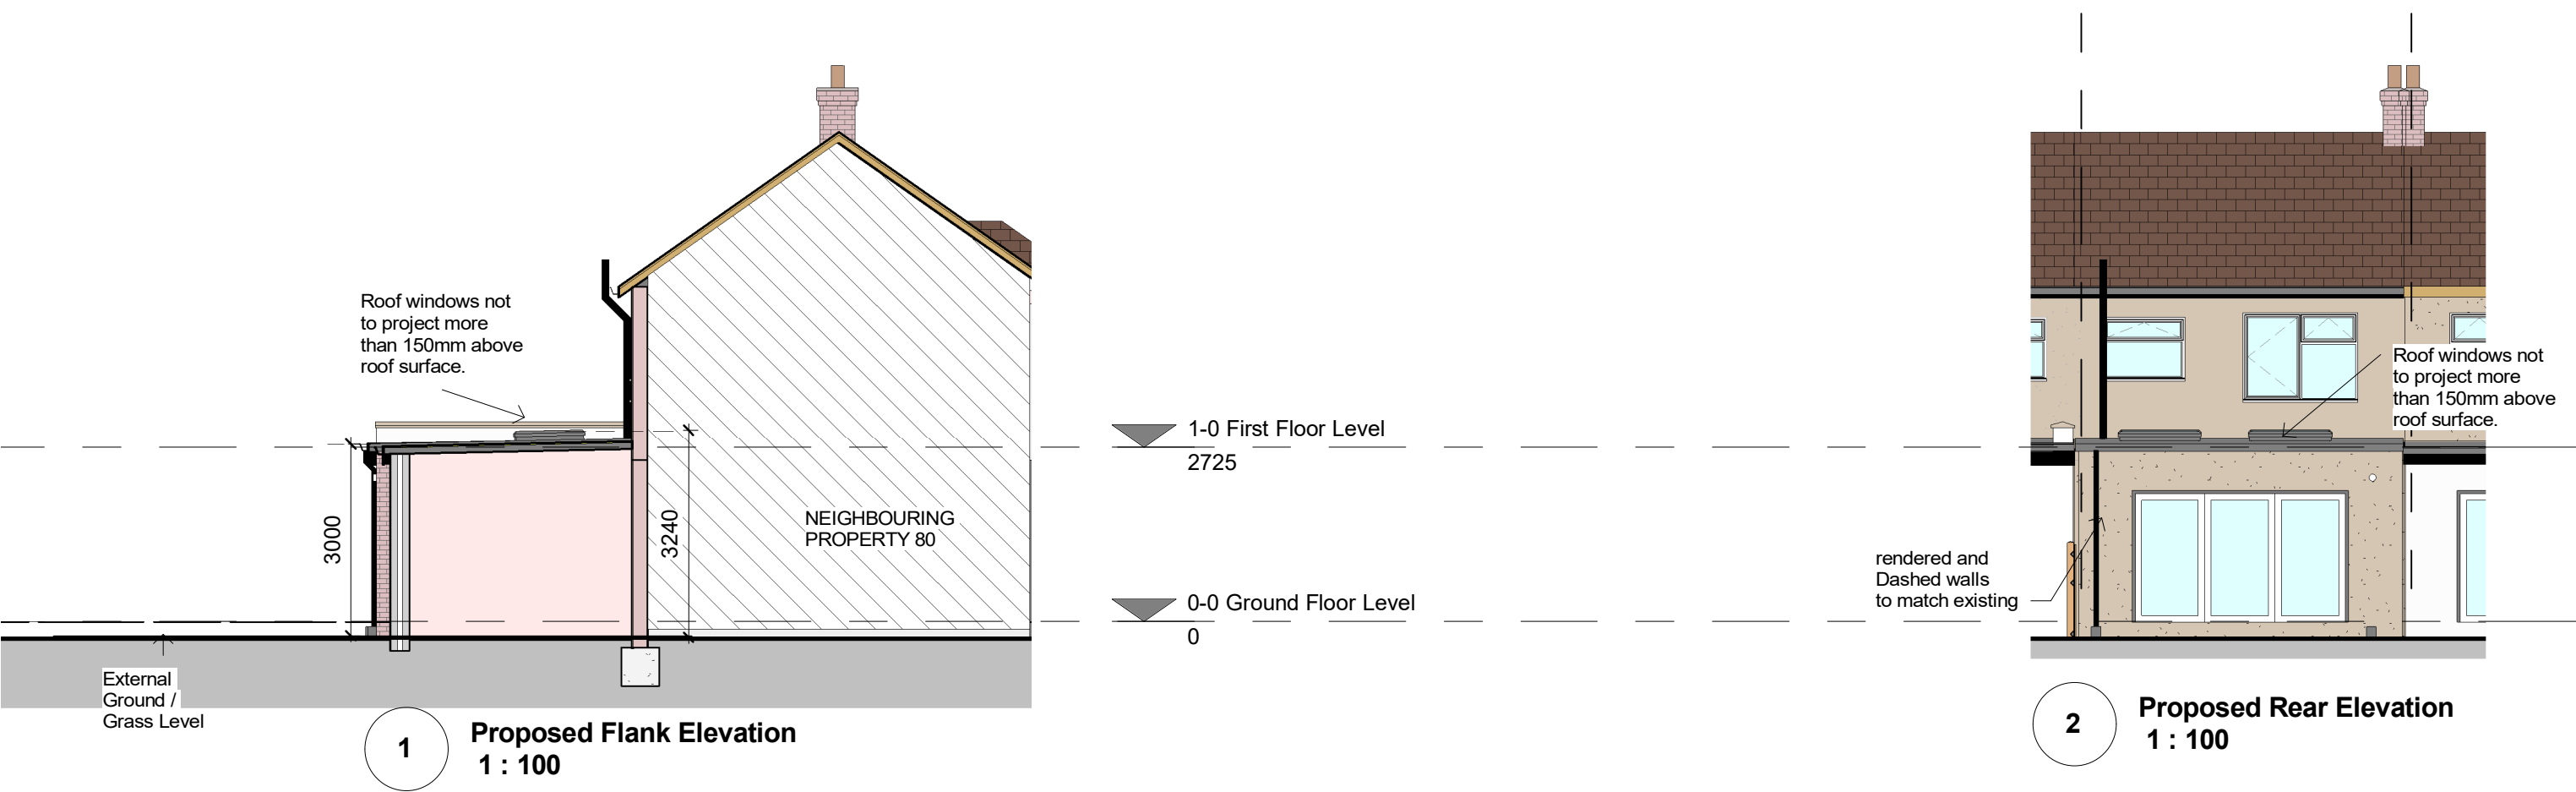 Roof windows not
to project more
than 150mm above
roof surface.
3000
3240
NEIGHBOURING
PROPERTY 80
External
Ground /
Grass Level
1
Proposed Flank Elevation
1 : 100
1-0 First Floor Level
2725
0-0 Ground Floor Level
0
Roof windows not
to project more
than 150mm above
roof surface.
rendered and
Dashed walls
to match existing
2
Proposed Rear Elevation
1 : 100